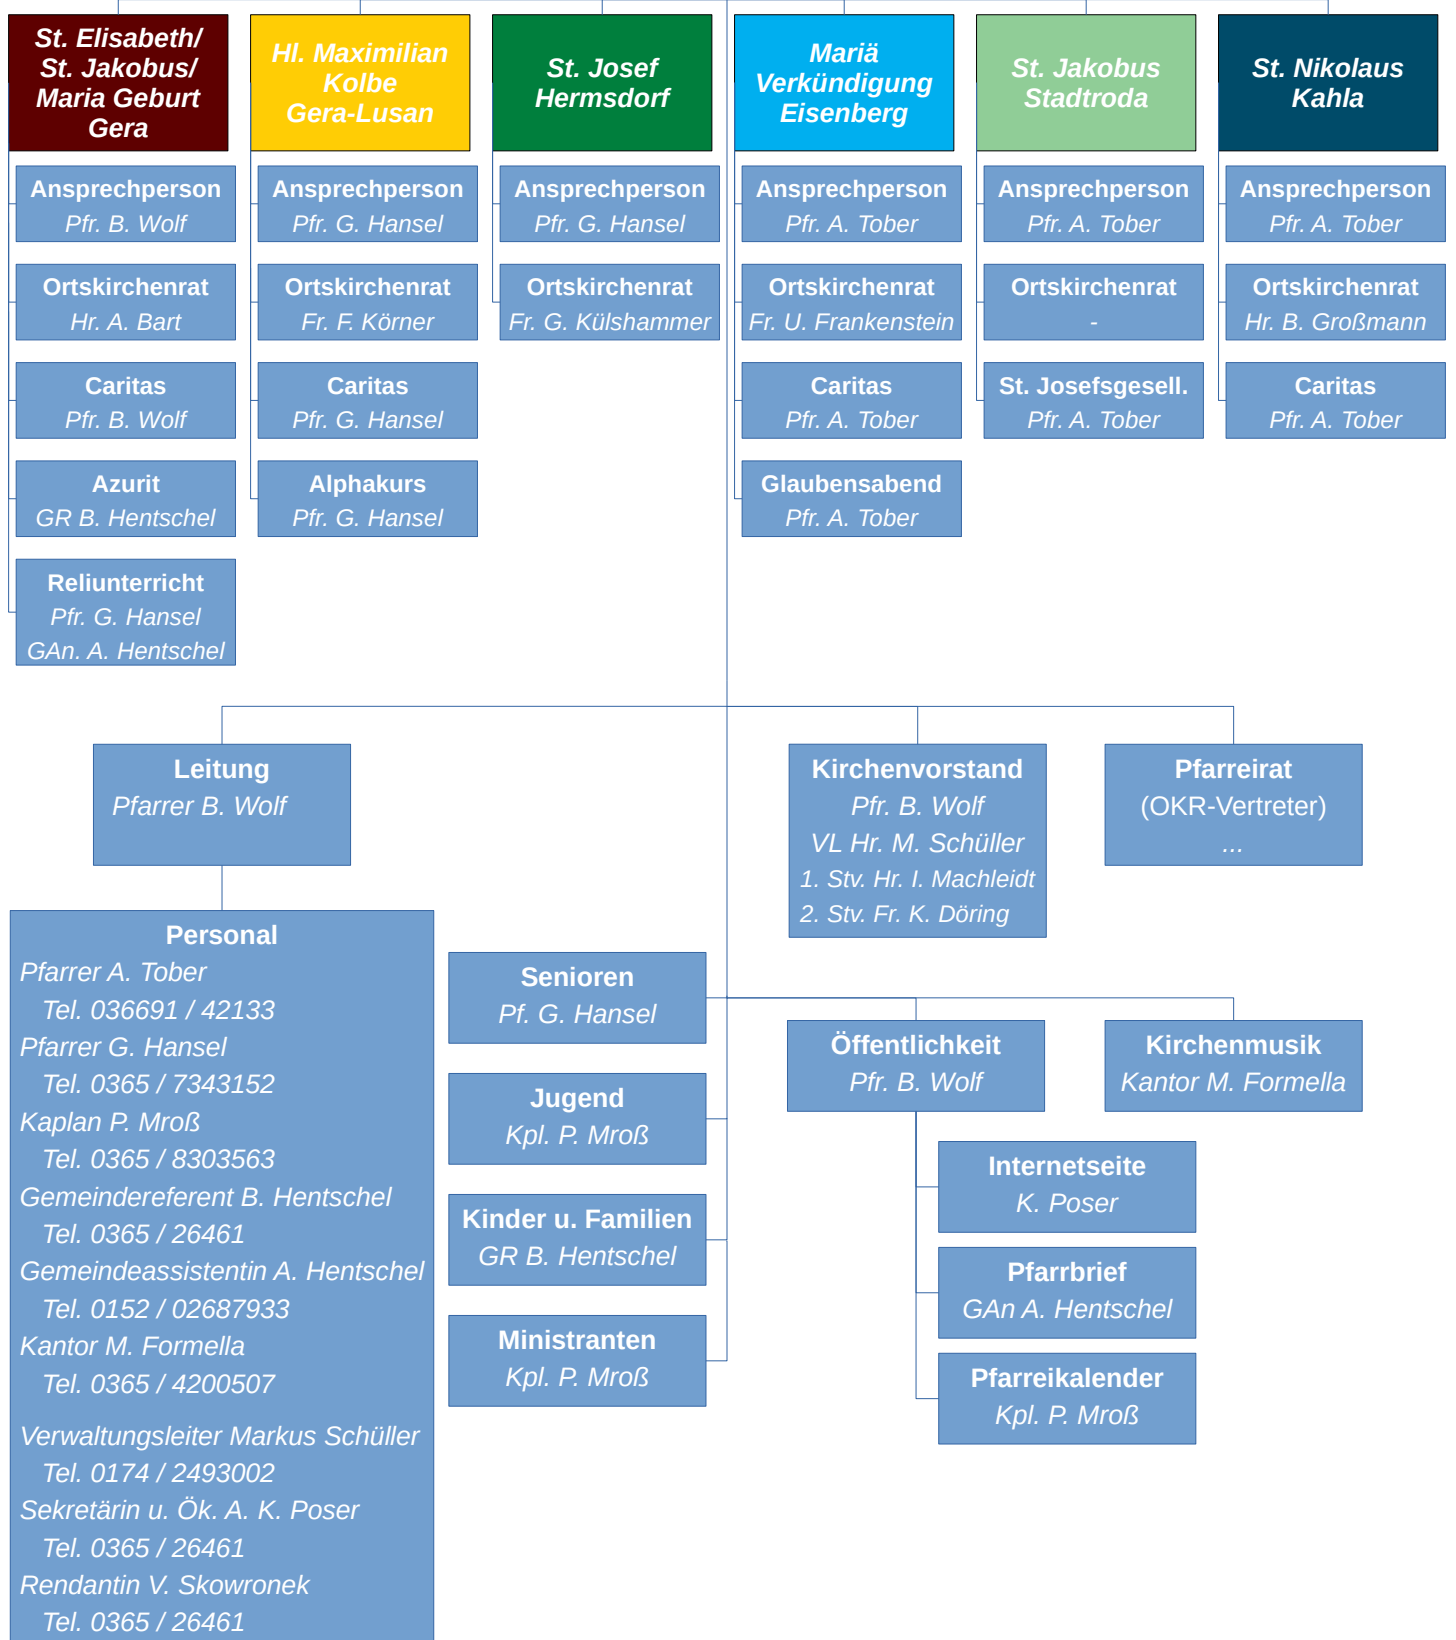 St. Elisabeth/
St. Jakobus/
Maria Geburt
Gera
Ansprechperson
Pfr. B. Wolf
Ortskirchenrat
Hr. A. Bart
Caritas
Pfr. B. Wolf
Azurit
GR B. Hentschel
Reliunterricht
Pfr. G. Hansel
GAn. A. Hentschel
Hl. Maximilian
Kolbe
Gera-Lusan
Ansprechperson
Pfr. G. Hansel
Ortskirchenrat
Fr. F. Körner
Caritas
Pfr. G. Hansel
Alphakurs
Pfr. G. Hansel
St. Josef
Hermsdorf
Ansprechperson
Pfr. G. Hansel
Ortskirchenrat
Fr. G. Külshammer
Mariä
Verkündigung
Eisenberg
Ansprechperson
Pfr. A. Tober
Ortskirchenrat
Fr. U. Frankenstein
Caritas
Pfr. A. Tober
Glaubensabend
Pfr. A. Tober
St. Jakobus
Stadtroda
Ansprechperson
Pfr. A. Tober
Ortskirchenrat
-
St. Josefsgesell.
Pfr. A. Tober
St. Nikolaus
Kahla
Ansprechperson
Pfr. A. Tober
Ortskirchenrat
Hr. B. Großmann
Caritas
Pfr. A. Tober
Leitung
Pfarrer B. Wolf
Kirchenvorstand
Pfr. B. Wolf
VL Hr. M. Schüller
1. Stv. Hr. I. Machleidt
2. Stv. Fr. K. Döring
Pfarreirat
(OKR-Vertreter)
...
Personal
Pfarrer A. Tober
Tel. 036691 / 42133
Pfarrer G. Hansel
Tel. 0365 / 7343152
Kaplan P. Mroß
Tel. 0365 / 8303563
Gemeindereferent B. Hentschel
Tel. 0365 / 26461
Gemeindeassistentin A. Hentschel
Tel. 0152 / 02687933
Kantor M. Formella
Tel. 0365 / 4200507
Verwaltungsleiter Markus Schüller
Tel. 0174 / 2493002
Sekretärin u. Ök. A. K. Poser
Tel. 0365 / 26461
Rendantin V. Skowronek
Tel. 0365 / 26461
Senioren
Pf. G. Hansel
Jugend
Kpl. P. Mroß
Kinder u. Familien
GR B. Hentschel
Ministranten
Kpl. P. Mroß
Öffentlichkeit
Pfr. B. Wolf
Kirchenmusik
Kantor M. Formella
Internetseite
K. Poser
Pfarrbrief
GAn A. Hentschel
Pfarreikalender
Kpl. P. Mroß